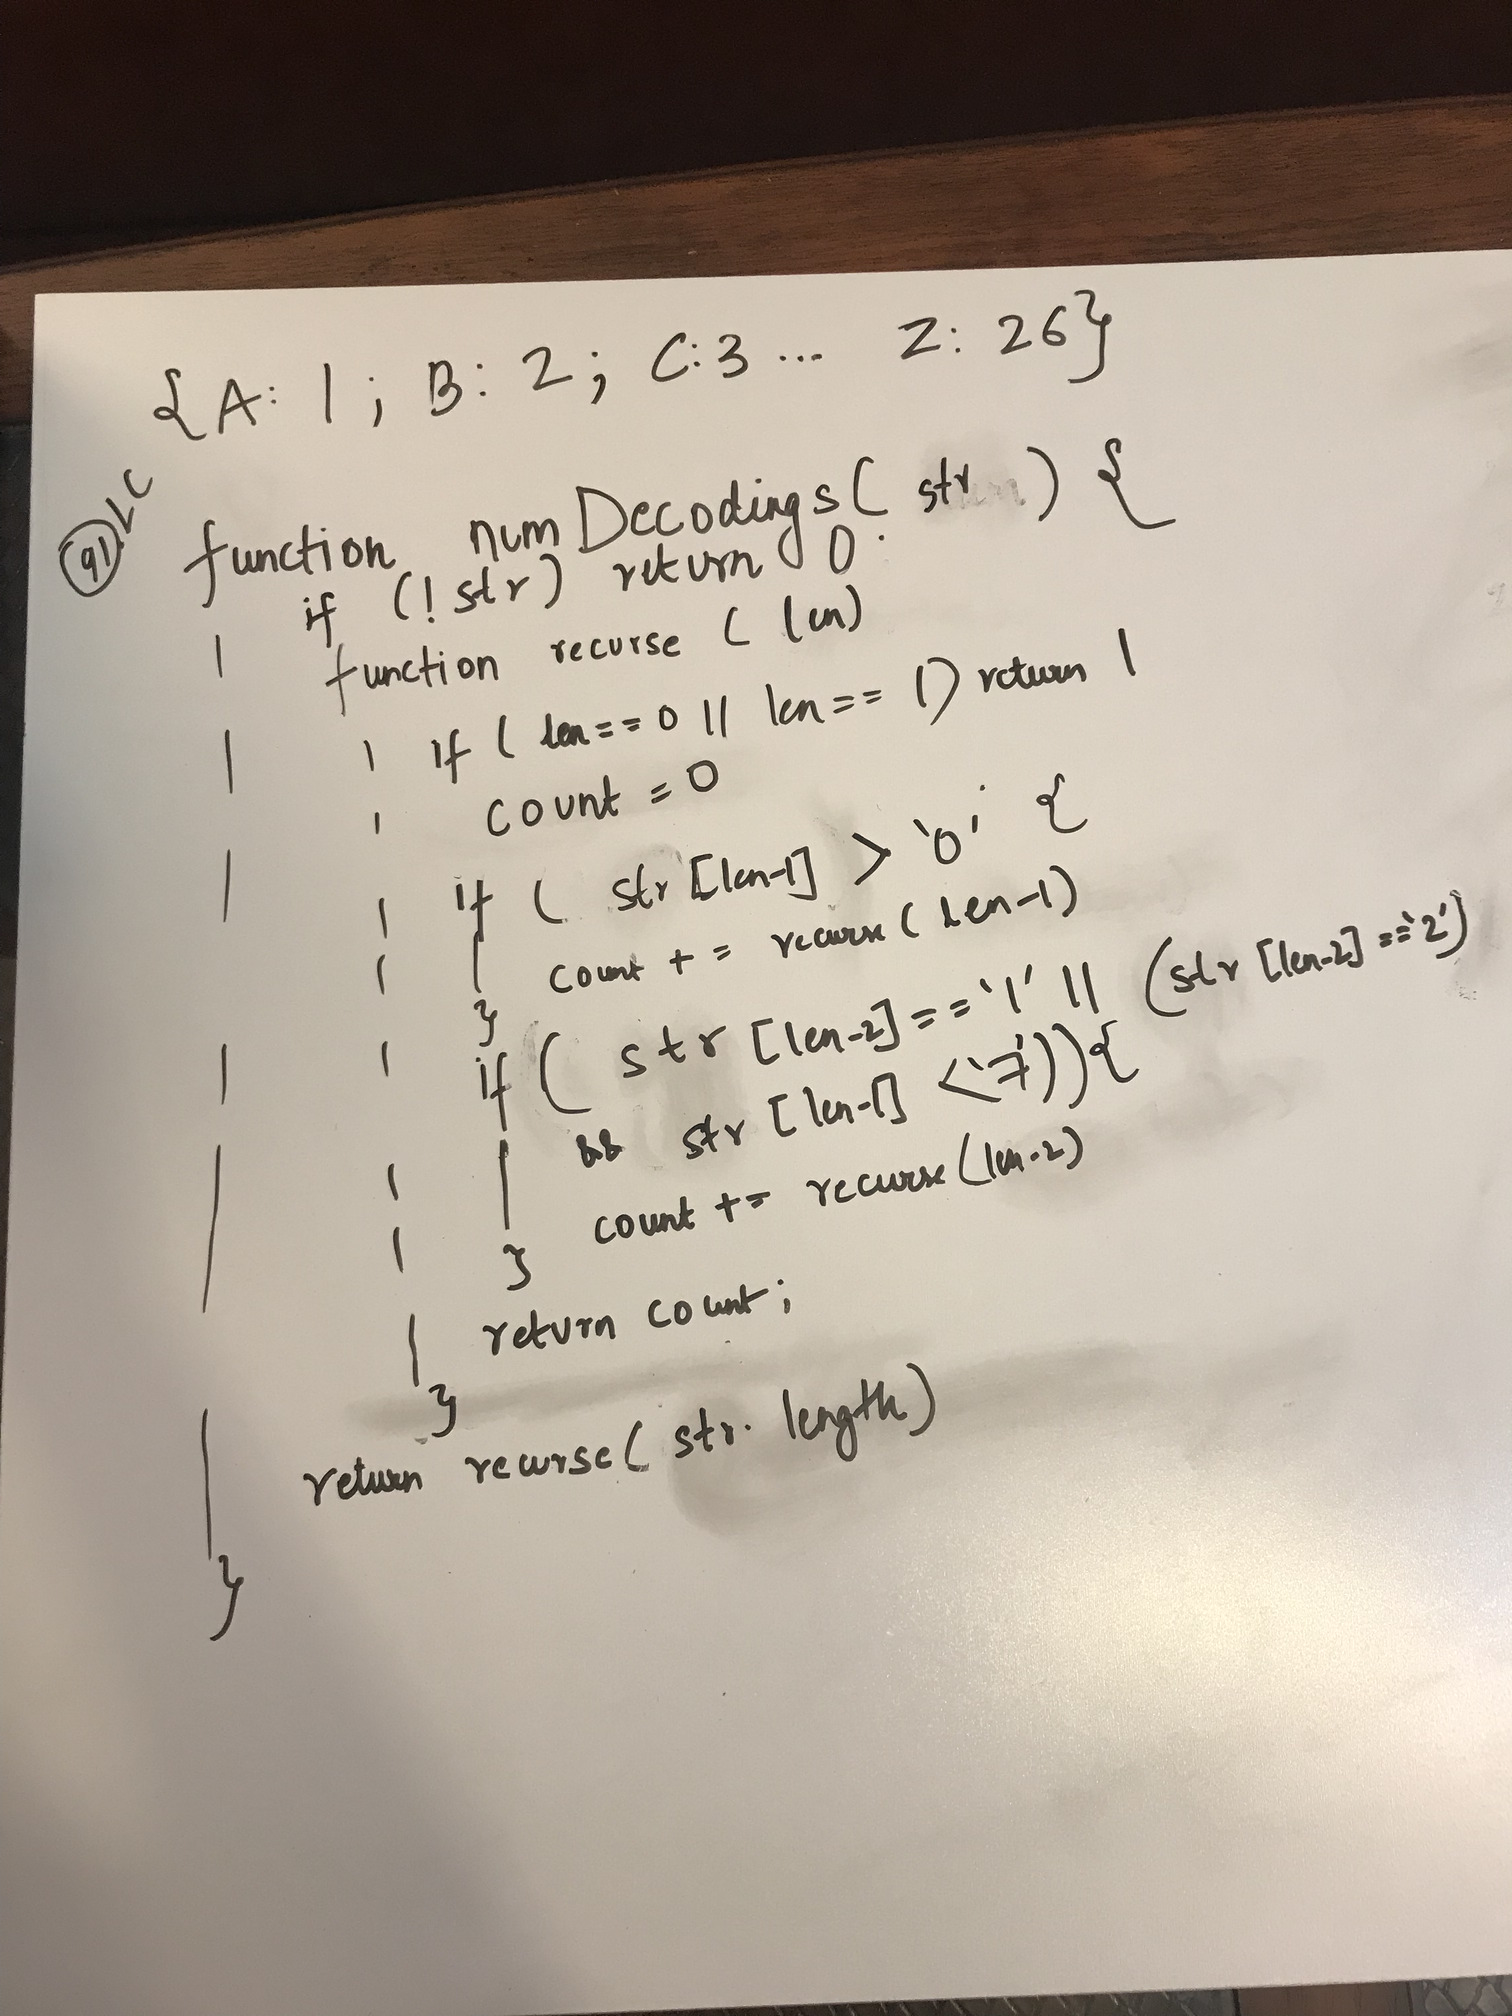 {A: 1 ; B: 2 ; C:3 ... Z: 26}
91 LC
function numDecodings( str ) {
if (! str) return 0
function recurse ( len)
if ( len==0 || len== 1) return 1
count = 0
if ( str [len-1] > '0' {
count += recurse ( len-1)
}
if ( str [len-2]=='1' || (str [len-2] =='2')
&& str [len-1] <'7')){
count += recurse (len-2)
}
return count;
}
return recurse( str. length)
}